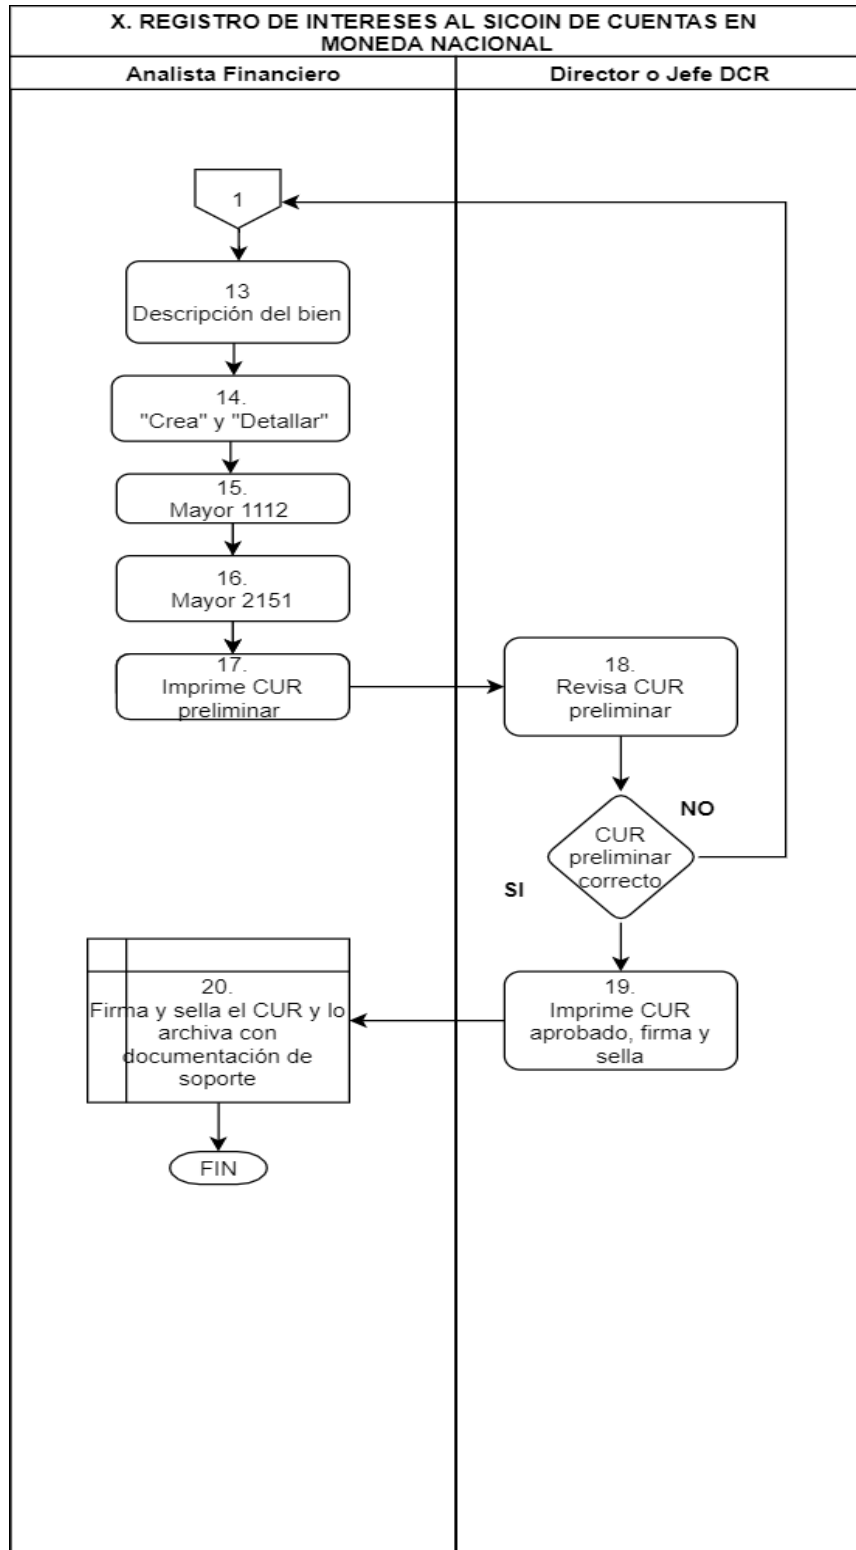 X. REGISTRO DE INTERESES AL SICOIN DE CUENTAS EN
MONEDA NACIONAL
Analista Financiero
Director o Jefe DCR
1
13
Descripción del bien
14.
"Crea" y "Detallar"
15.
Mayor 1112
16.
Mayor 2151
17.
Imprime CUR
preliminar
18.
Revisa CUR
preliminar
NO
CUR
preliminar
correcto
SI
19.
Imprime CUR
aprobado, firma y
sella
20.
Firma y sella el CUR y lo
archiva con
documentación de
soporte
FIN